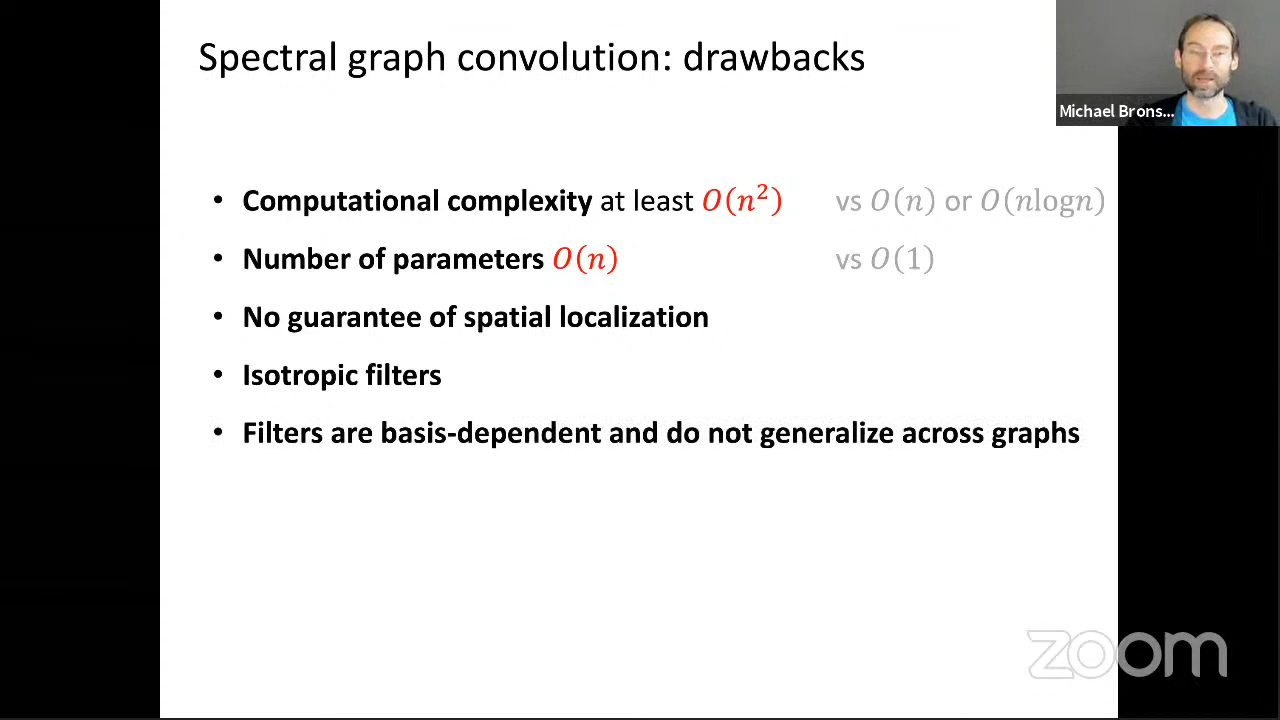 Spectral graph convolution: drawbacks
Michael Brons...
• Computational complexity at least O(n²) vs O(n) or O(nlogn)
• Number of parameters O(n) vs O(1)
• No guarantee of spatial localization
• Isotropic filters
• Filters are basis-dependent and do not generalize across graphs
zoom